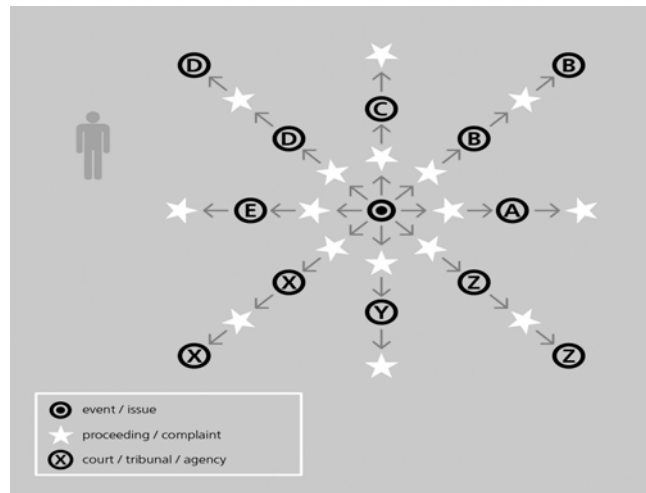 D
B
C
D
B
E
A
X
Z
Y
X
Z
event / issue
proceeding / complaint
X court / tribunal / agency